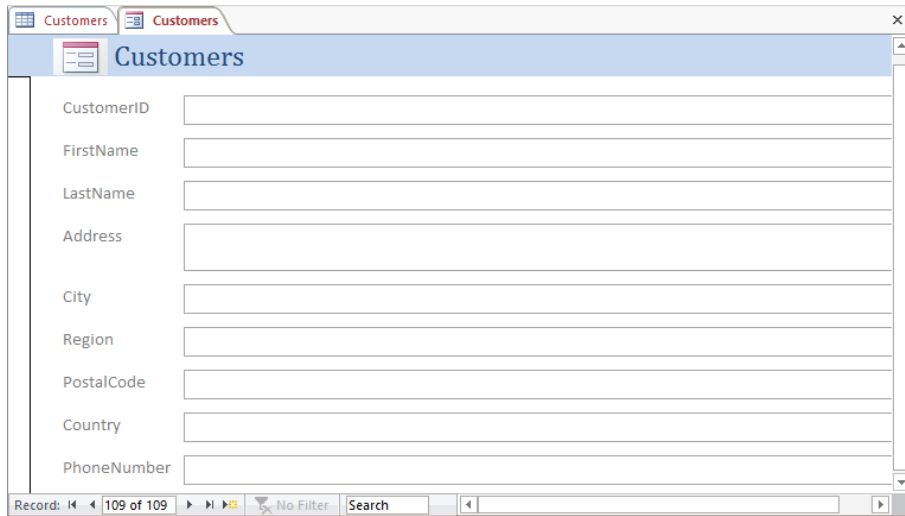 Customers Customers
Customers
CustomerID
FirstName
LastName
Address
City
Region
PostalCode
Country
PhoneNumber
Record: 109 of 109 No Filter Search